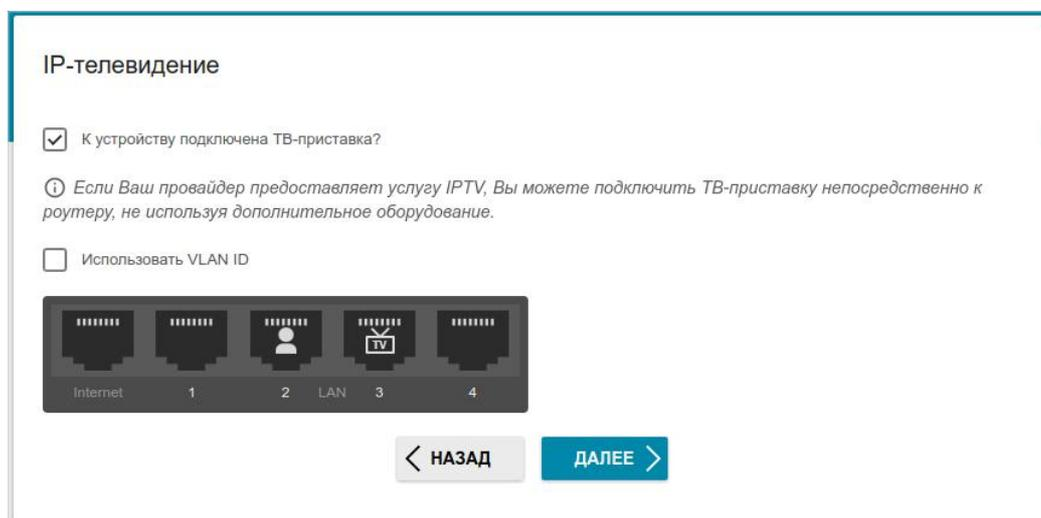 IP-телевидение
К устройству подключена ТВ-приставка?
Если Ваш провайдер предоставляет услугу IPTV, Вы можете подключить ТВ-приставку непосредственно к
роутеру, не используя дополнительное оборудование.
Использовать VLAN ID
TV
Internet 1 2 LAN 3 4
НАЗАД ДАЛЕЕ